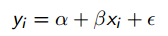 yᵢ = α + βxᵢ + ϵ